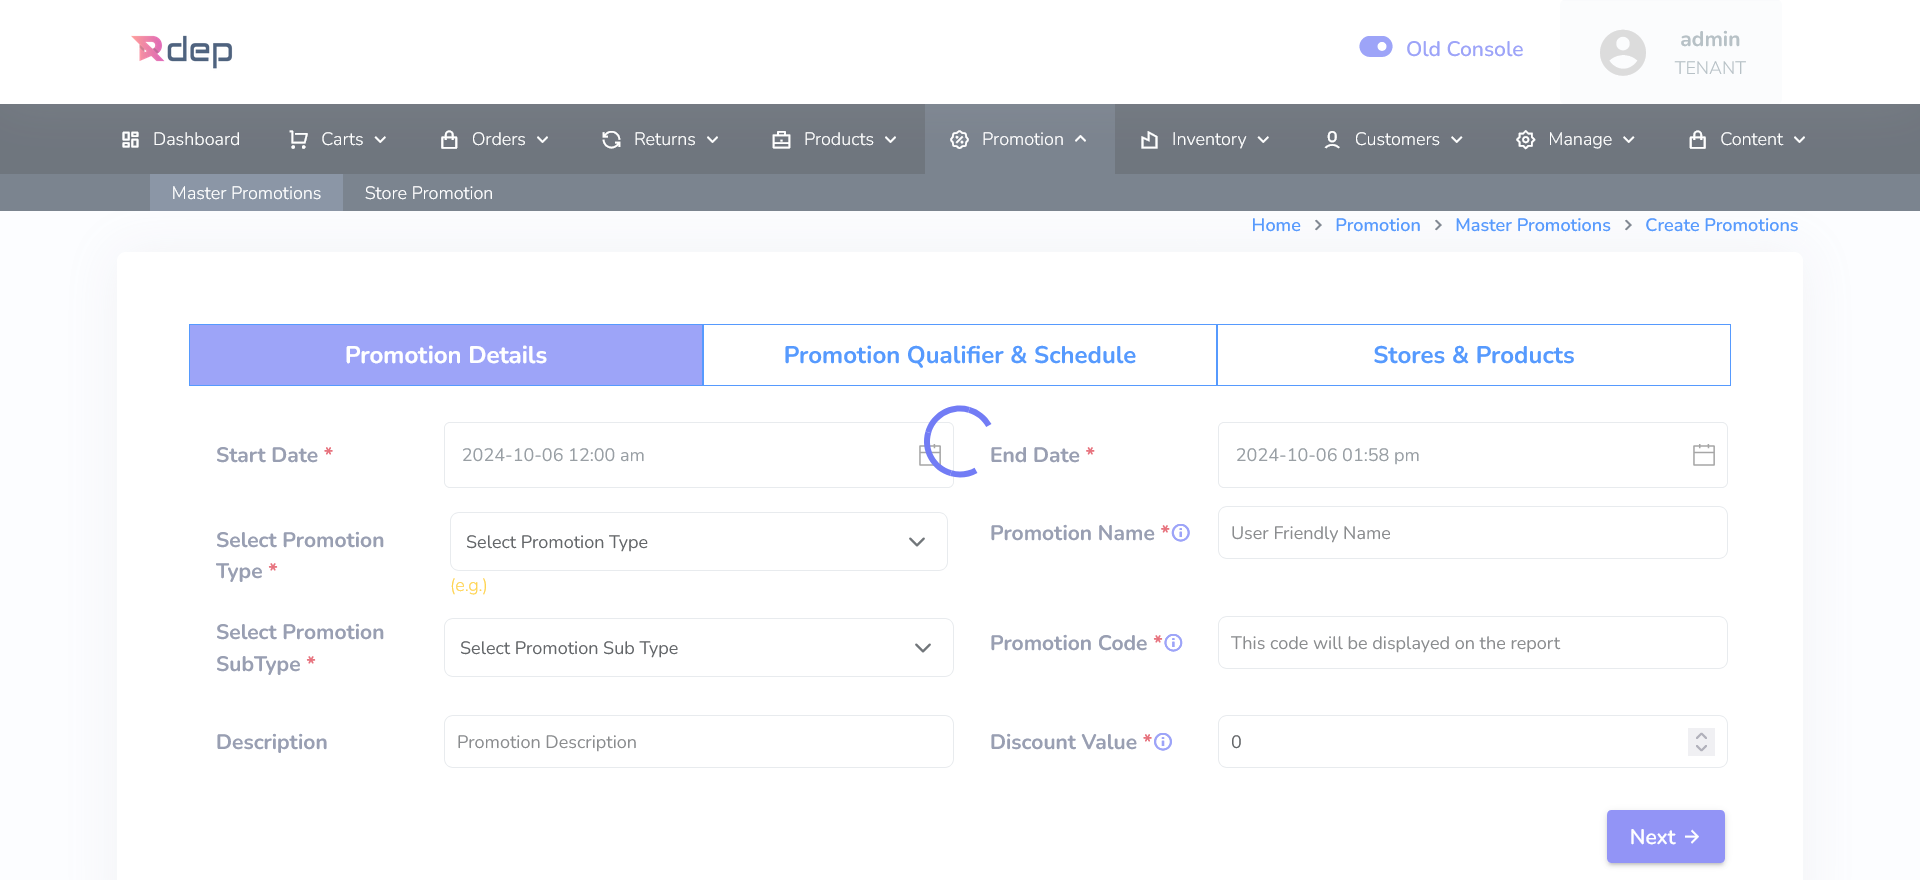 Rdep
Old Console
admin
TENANT
Dashboard Carts Orders Returns Products Promotion Inventory Customers Manage Content
Master Promotions Store Promotion
Home > Promotion > Master Promotions > Create Promotions
Promotion Details Promotion Qualifier & Schedule Stores & Products
Start Date * 2024-10-06 12:00 am End Date * 2024-10-06 01:58 pm
Select Promotion
Type *
Select Promotion Type
(e.g.)
Promotion Name * User Friendly Name
Select Promotion
SubType *
Select Promotion Sub Type
Promotion Code * This code will be displayed on the report
Description Promotion Description Discount Value * 0
Next →